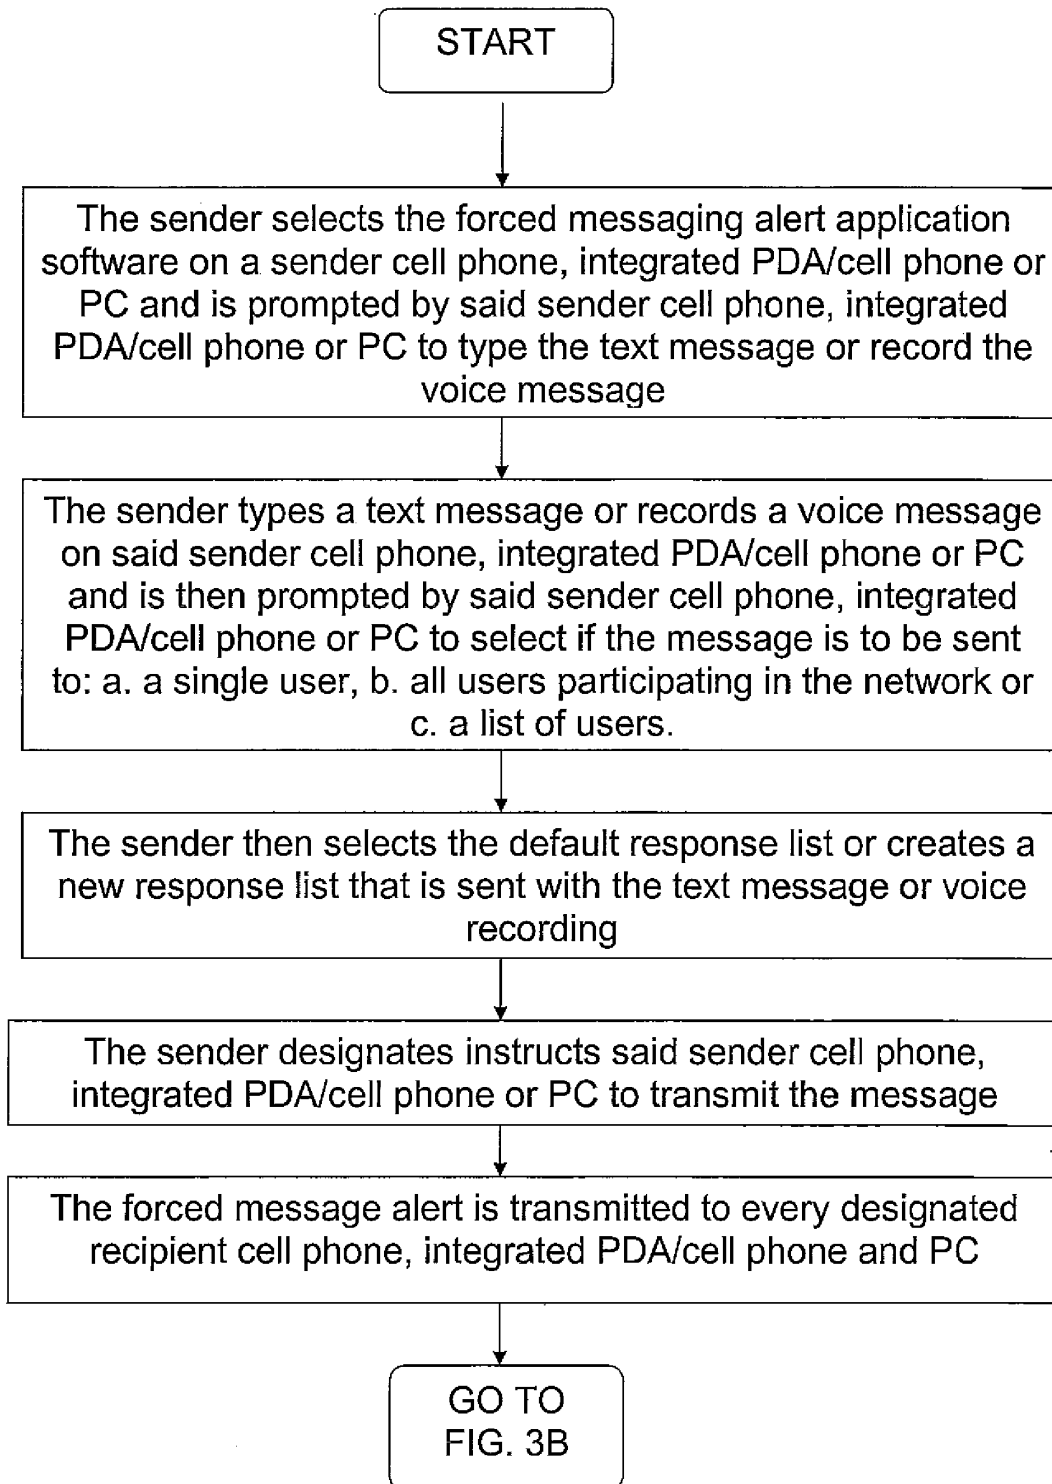 START
The sender selects the forced messaging alert application
software on a sender cell phone, integrated PDA/cell phone or
PC and is prompted by said sender cell phone, integrated
PDA/cell phone or PC to type the text message or record the
voice message
The sender types a text message or records a voice message
on said sender cell phone, integrated PDA/cell phone or PC
and is then prompted by said sender cell phone, integrated
PDA/cell phone or PC to select if the message is to be sent
to: a. a single user, b. all users participating in the network or
c. a list of users.
The sender then selects the default response list or creates a
new response list that is sent with the text message or voice
recording
The sender designates instructs said sender cell phone,
integrated PDA/cell phone or PC to transmit the message
The forced message alert is transmitted to every designated
recipient cell phone, integrated PDA/cell phone and PC
GO TO
FIG. 3B